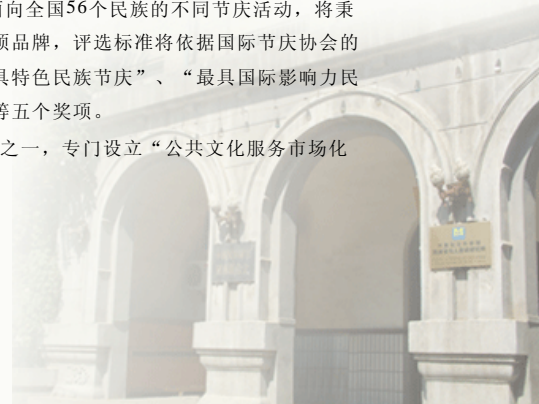 面向全国56个民族的不同节庆活动，将秉
项品牌，评选标准将依据国际节庆协会的
具特色民族节庆”、“最具国际影响力民
等五个奖项。
之一，专门设立“公共文化服务市场化